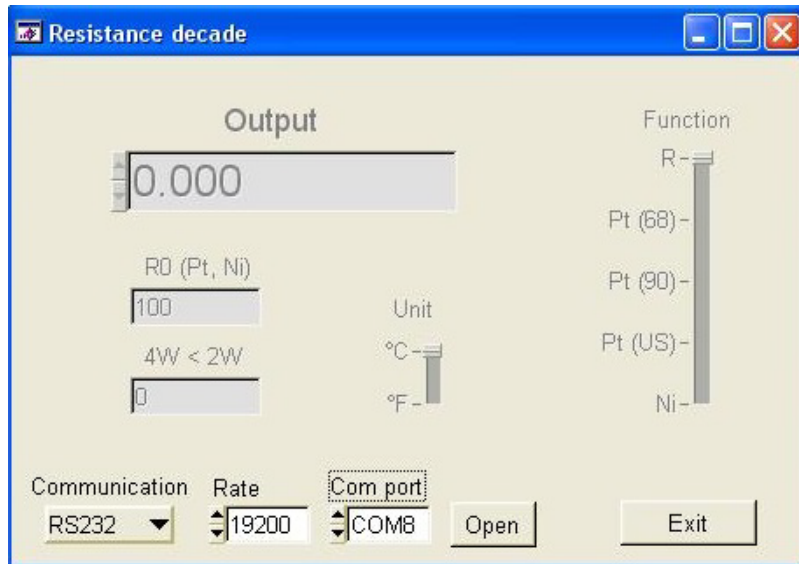 Resistance decade
Output
0.000
Function
R
Pt (68)
Pt (90)
Pt (US)
Ni
R0 (Pt, Ni)
100
4W < 2W
0
Unit
°C
°F
Communication
RS232
Rate
19200
Com port
COM8
Open
Exit